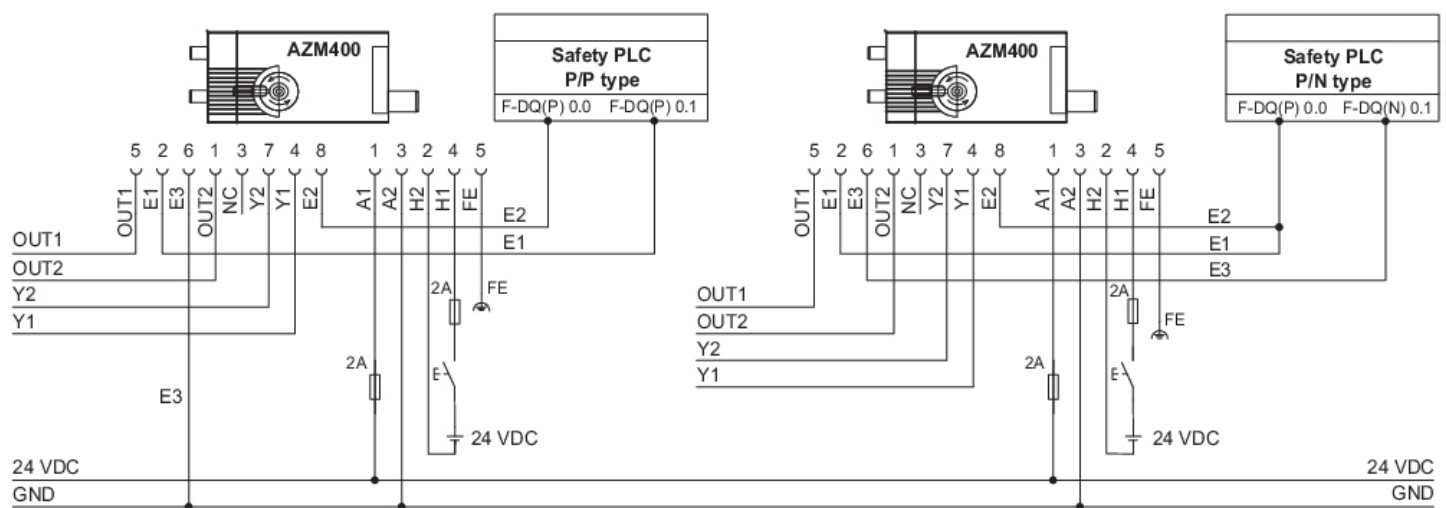 AZM400
Safety PLC
P/P type
F-DQ(P) 0.0 F-DQ(P) 0.1
5 2 6 1 3 7 4 8 1 3 2 4 5
OUT1 E1 E3 OUT2 NC Y2 Y1 E2 A1 A2 H2 H1 FE
E2
E1
OUT1
OUT2
Y2
Y1
2A
FE
2A
E3
24 VDC
AZM400
Safety PLC
P/N type
F-DQ(P) 0.0 F-DQ(N) 0.1
5 2 6 1 3 7 4 8 1 3 2 4 5
OUT1 E1 E3 OUT2 NC Y2 Y1 E2 A1 A2 H2 H1 FE
E2
E1
E3
OUT1
OUT2
Y2
Y1
2A
FE
2A
24 VDC
24 VDC 24 VDC
GND GND